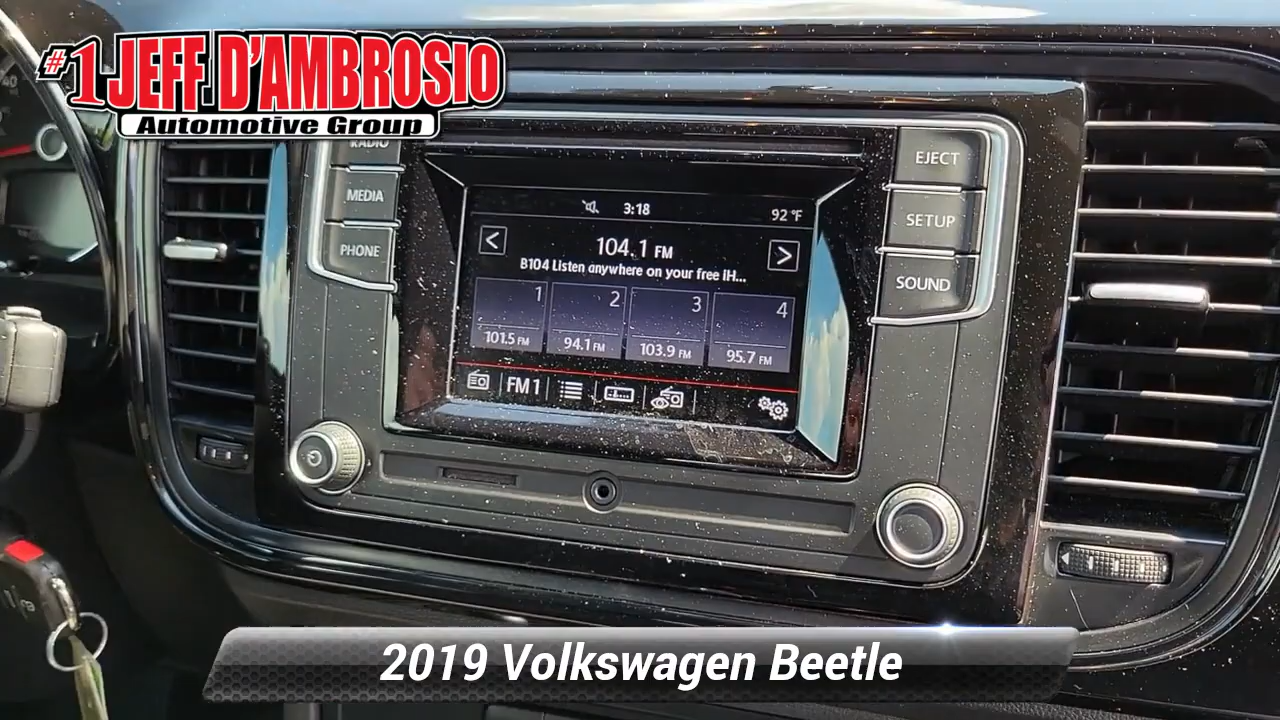 #1 JEFF D'AMBROSIO
Automotive Group
RADIO
MEDIA
PHONE
EJECT
SETUP
SOUND
3:18
92 °F
< 104.1 FM >
B104 Listen anywhere on your free iH...
1 2 3 4
101.5 FM 94.1 FM 103.9 FM 95.7 FM
FM 1
2019 Volkswagen Beetle